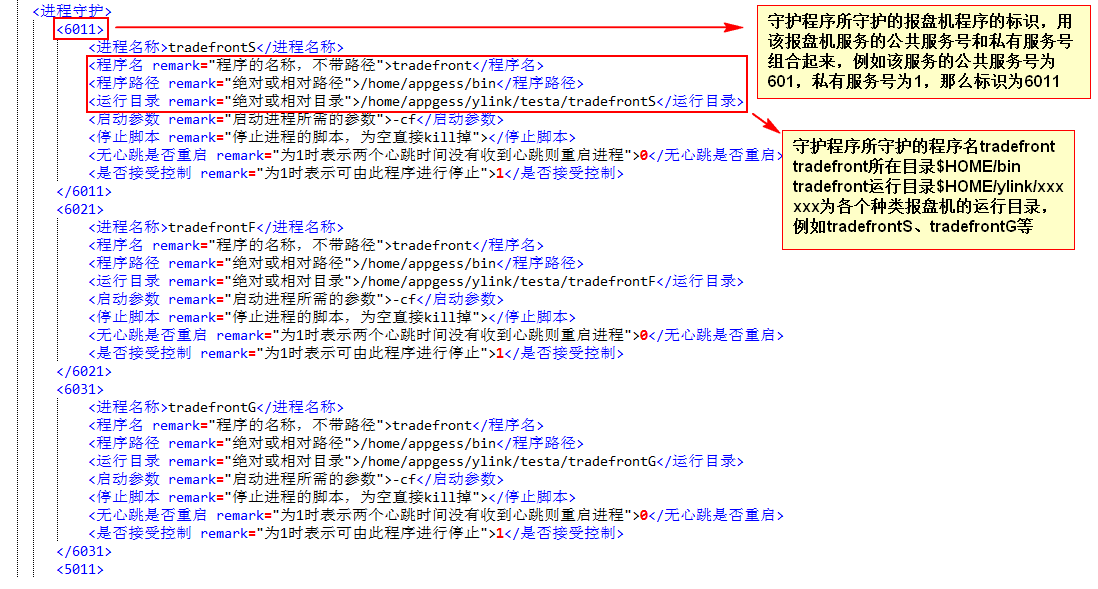 <进程守护>
<6011>
<进程名称>tradefrontS</进程名称>
<程序名 remark="程序的名称，不带路径">tradefront</程序名>
<程序路径 remark="绝对或相对路径">/home/appgess/bin</程序路径>
<运行目录 remark="绝对或相对目录">/home/appgess/ylink/testa/tradefrontS</运行目录>
<启动参数 remark="启动进程所需的参数">-cf</启动参数>
<停止脚本 remark="停止进程的脚本，为空直接kill掉"></停止脚本>
<无心跳是否重启 remark="为1时表示两个心跳时间没有收到心跳则重启进程">0</无心跳是否重启>
<是否接受控制 remark="为1时表示可由此程序进行停止">1</是否接受控制>
</6011>
<6021>
<进程名称>tradefrontF</进程名称>
<程序名 remark="程序的名称，不带路径">tradefront</程序名>
<程序路径 remark="绝对或相对路径">/home/appgess/bin</程序路径>
<运行目录 remark="绝对或相对目录">/home/appgess/ylink/testa/tradefrontF</运行目录>
<启动参数 remark="启动进程所需的参数">-cf</启动参数>
<停止脚本 remark="停止进程的脚本，为空直接kill掉"></停止脚本>
<无心跳是否重启 remark="为1时表示两个心跳时间没有收到心跳则重启进程">0</无心跳是否重启>
<是否接受控制 remark="为1时表示可由此程序进行停止">1</是否接受控制>
</6021>
<6031>
<进程名称>tradefrontG</进程名称>
<程序名 remark="程序的名称，不带路径">tradefront</程序名>
<程序路径 remark="绝对或相对路径">/home/appgess/bin</程序路径>
<运行目录 remark="绝对或相对目录">/home/appgess/ylink/testa/tradefrontG</运行目录>
<启动参数 remark="启动进程所需的参数">-cf</启动参数>
<停止脚本 remark="停止进程的脚本，为空直接kill掉"></停止脚本>
<无心跳是否重启 remark="为1时表示两个心跳时间没有收到心跳则重启进程">0</无心跳是否重启>
<是否接受控制 remark="为1时表示可由此程序进行停止">1</是否接受控制>
</6031>
<5011>
守护程序所守护的报盘机程序的标识，用
该报盘机服务的公共服务号和私有服务号
组合起来，例如该服务的公共服务号为
601，私有服务号为1，那么标识为6011
守护程序所守护的程序名tradefront
tradefront所在目录$HOME/bin
tradefront运行目录$HOME/ylink/xxx
xxx为各个种类报盘机的运行目录，
例如tradefrontS、tradefrontG等